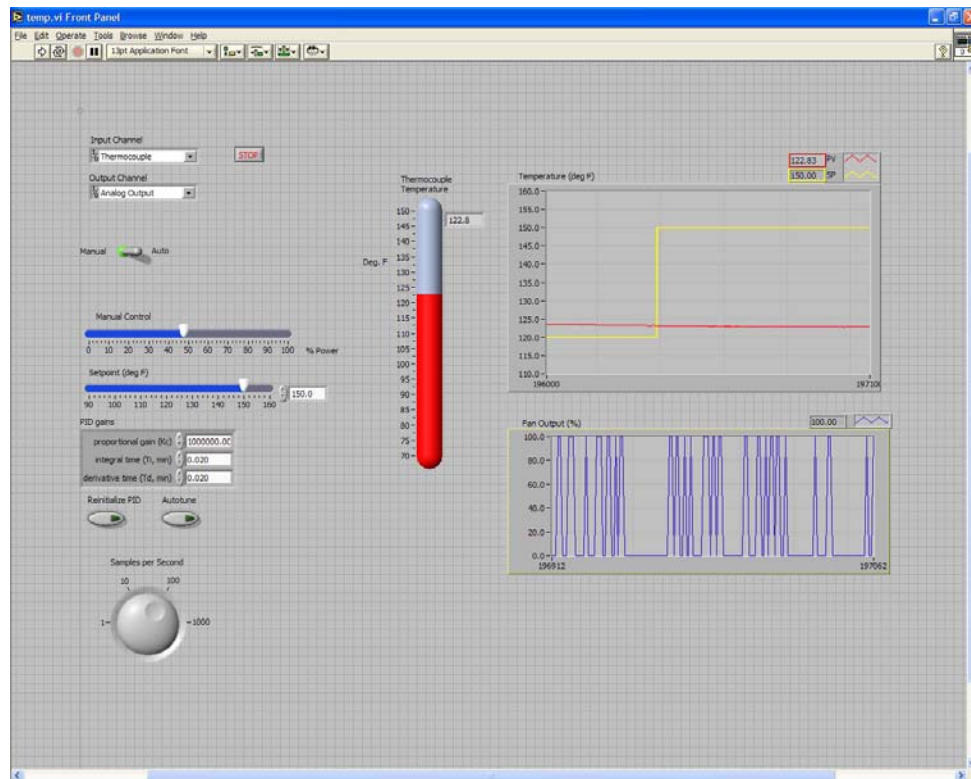 temp.vi Front Panel
File Edit Operate Tools Browse Window Help
13pt Application Font
Input Channel
Thermocouple
STOP
Output Channel
Analog Output
Manual Auto
Manual Control
0 10 20 30 40 50 60 70 80 90 100 % Power
Setpoint (deg F)
90 100 110 120 130 140 150 160
150.0
PID gains
proportional gain (Kc) 1000000.00
integral time (Ti, min) 0.020
derivative time (Td, min) 0.020
Reinitialize PID Autotune
Samples per Second
10 100
1 1000
Thermocouple
Temperature
122.8
Deg. F
150
145
140
135
130
125
120
115
110
105
100
95
90
85
80
75
70
122.83 PV
150.00 SP
Temperature (deg F)
160.0
155.0
150.0
145.0
140.0
135.0
130.0
125.0
120.0
115.0
110.0
196000 19710
Fan Output (%) 100.00
100.0
80.0
60.0
40.0
20.0
0.0
196912 197062